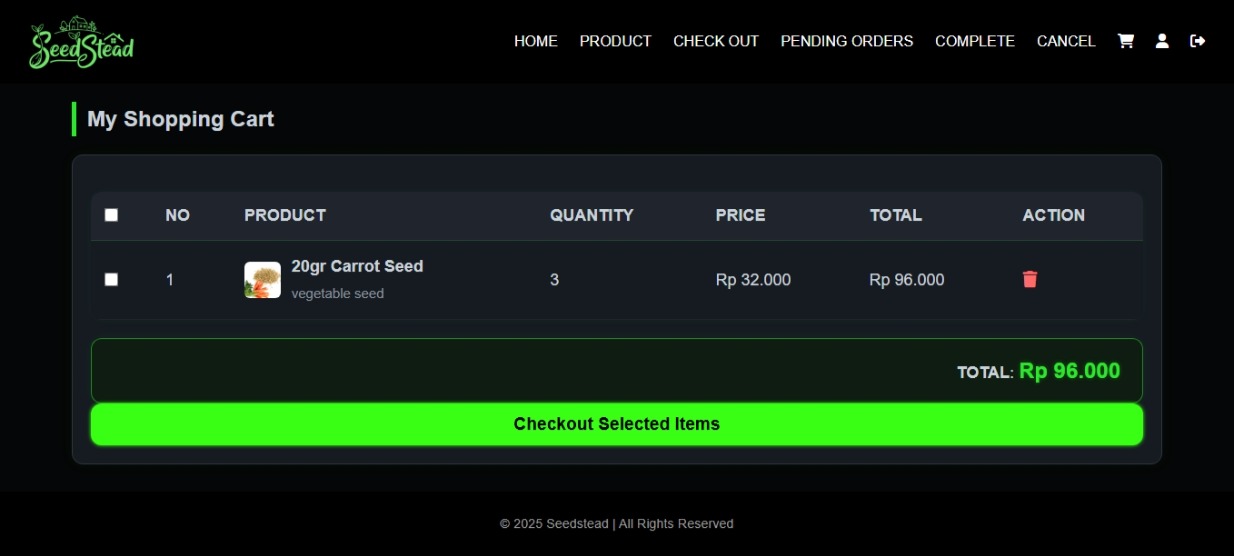 SeedStead
HOME PRODUCT CHECK OUT PENDING ORDERS COMPLETE CANCEL
My Shopping Cart
NO PRODUCT QUANTITY PRICE TOTAL ACTION
1 20gr Carrot Seed 3 Rp 32.000 Rp 96.000
vegetable seed
TOTAL: Rp 96.000
Checkout Selected Items
© 2025 Seedstead | All Rights Reserved